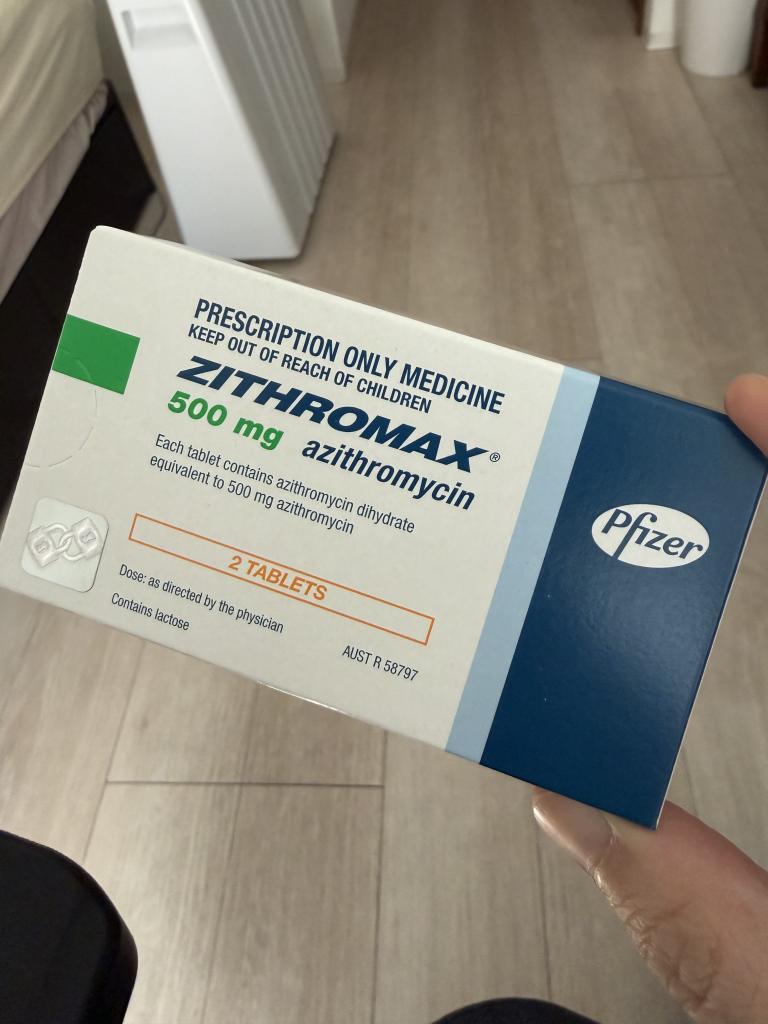 PRESCRIPTION ONLY MEDICINE
KEEP OUT OF REACH OF CHILDREN
ZITHROMAX®
500 mg azithromycin
Each tablet contains azithromycin dihydrate
equivalent to 500 mg azithromycin
2 TABLETS
Dose: as directed by the physician
Contains lactose
AUST R 58797
Pfizer